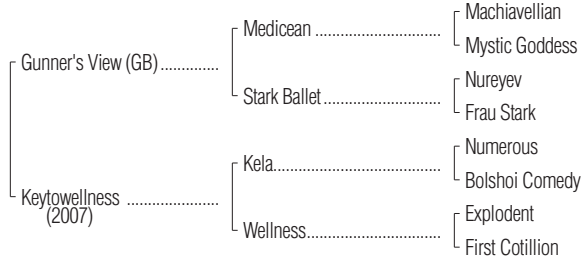 Machiavellian
Medicean
Mystic Goddess
Gunner's View (GB)
Nureyev
Stark Ballet
Frau Stark
Numerous
Kela
Bolshoi Comedy
Keytowellness
(2007)
Explodent
Wellness
First Cotillion